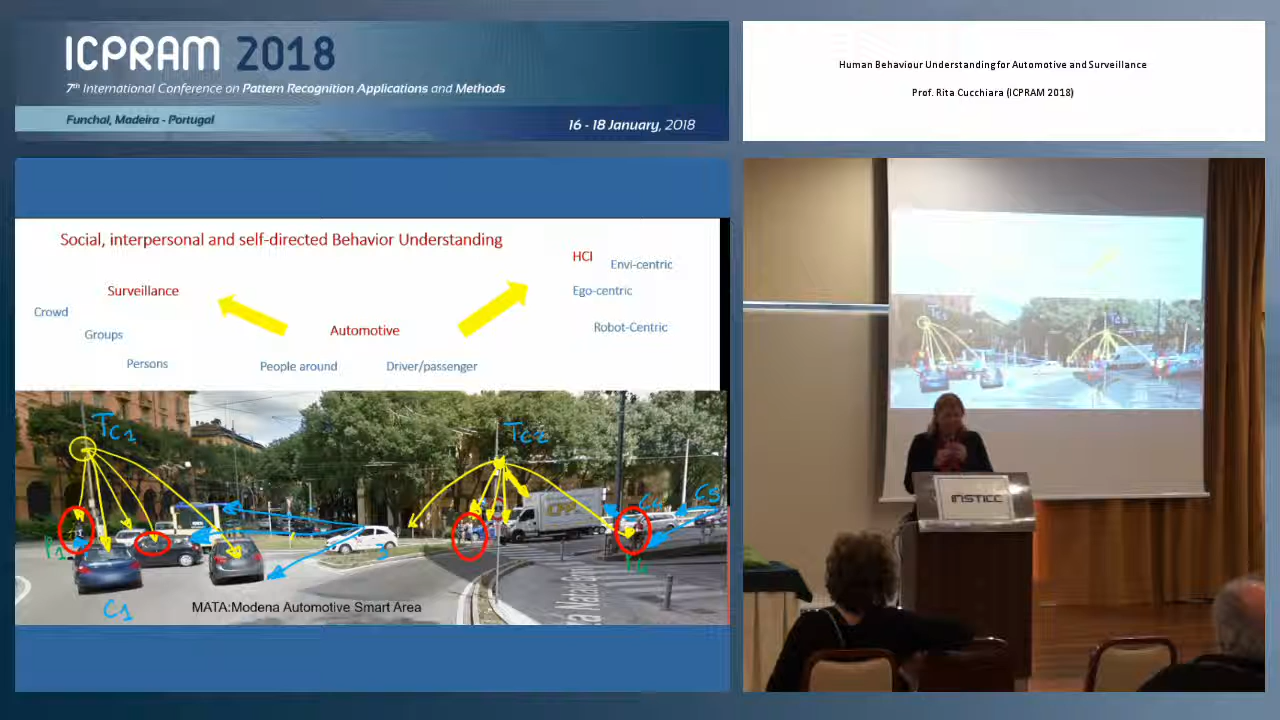 ICPRAM 2018
7th International Conference on Pattern Recognition Applications and Methods
Funchal, Madeira - Portugal
16 - 18 January, 2018
Human Behaviour Understanding for Automotive and Surveillance
Prof. Rita Cucchiara (ICPRAM 2018)
Social, interpersonal and self-directed Behavior Understanding
HCI
Envi-centric
Surveillance
Ego-centric
Crowd
Automotive
Robot-Centric
Groups
Persons
People around
Driver/passenger
TC1
TC2
C3
P1
C1
MATA:Modena Automotive Smart Area
INSTICC